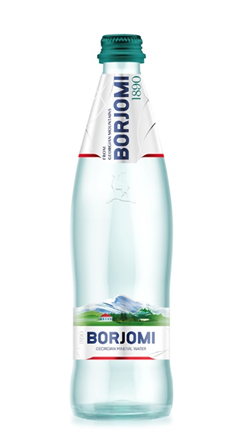 FROM
GEORGIAN MOUNTAINS
BORJOMI
1890
BORJOMI
GEORGIAN MINERAL WATER